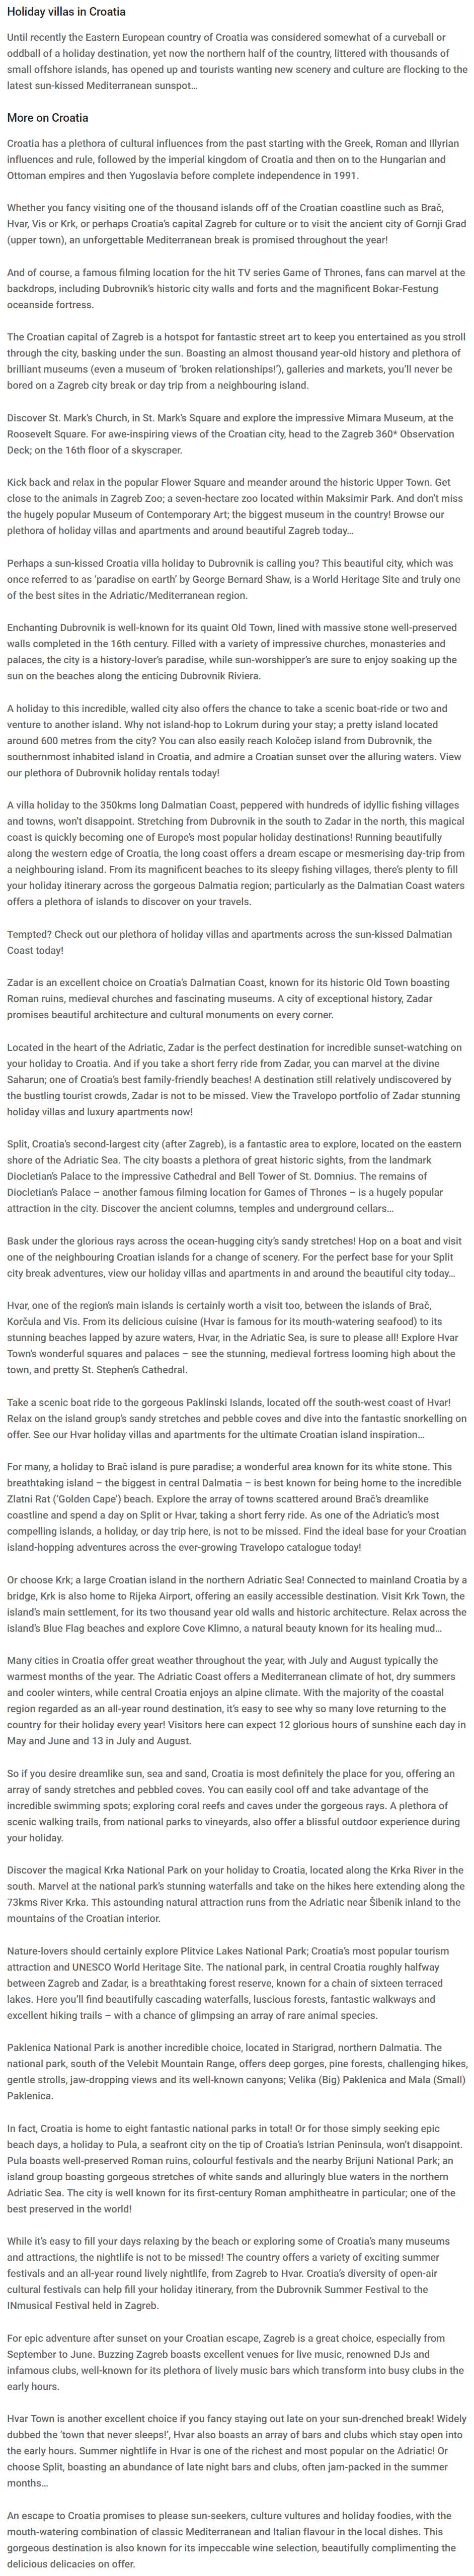 Holiday villas in Croatia
Until recently the Eastern European country of Croatia was considered somewhat of a curveball or
oddball of a holiday destination, yet now the northern half of the country, littered with thousands of
small offshore islands, has opened up and tourists wanting new scenery and culture are flocking to the
latest sun-kissed Mediterranean sunspot…
More on Croatia
Croatia has a plethora of cultural influences from the past starting with the Greek, Roman and Illyrian
influences and rule, followed by the imperial kingdom of Croatia and then on to the Hungarian and
Ottoman empires and then Yugoslavia before complete independence in 1991.
Whether you fancy visiting one of the thousand islands off of the Croatian coastline such as Brač,
Hvar, Vis or Krk, or perhaps Croatia's capital Zagreb for culture or to visit the ancient city of Gornji Grad
(upper town), an unforgettable Mediterranean break is promised throughout the year!
And of course, a famous filming location for the hit TV series Game of Thrones, fans can marvel at the
backdrops, including Dubrovnik's historic city walls and forts and the magnificent Bokar-Festung
oceanside fortress.
The Croatian capital of Zagreb is a hotspot for fantastic street art to keep you entertained as you stroll
through the city, basking under the sun. Boasting an almost thousand year-old history and plethora of
brilliant museums (even a museum of 'broken relationships!'), galleries and markets, you'll never be
bored on a Zagreb city break or day trip from a neighbouring island.
Discover St. Mark's Church, in St. Mark's Square and explore the impressive Mimara Museum, at the
Roosevelt Square. For awe-inspiring views of the Croatian city, head to the Zagreb 360* Observation
Deck; on the 16th floor of a skyscraper.
Kick back and relax in the popular Flower Square and meander around the historic Upper Town. Get
close to the animals in Zagreb Zoo; a seven-hectare zoo located within Maksimir Park. And don't miss
the hugely popular Museum of Contemporary Art; the biggest museum in the country! Browse our
plethora of holiday villas and apartments and around beautiful Zagreb today…
Perhaps a sun-kissed Croatia villa holiday to Dubrovnik is calling you? This beautiful city, which was
once referred to as 'paradise on earth' by George Bernard Shaw, is a World Heritage Site and truly one
of the best sites in the Adriatic/Mediterranean region.
Enchanting Dubrovnik is well-known for its quaint Old Town, lined with massive stone well-preserved
walls completed in the 16th century. Filled with a variety of impressive churches, monasteries and
palaces, the city is a history-lover's paradise, while sun-worshipper's are sure to enjoy soaking up the
sun on the beaches along the enticing Dubrovnik Riviera.
A holiday to this incredible, walled city also offers the chance to take a scenic boat-ride or two and
venture to another island. Why not island-hop to Lokrum during your stay; a pretty island located
around 600 metres from the city? You can also easily reach Koločep island from Dubrovnik, the
southernmost inhabited island in Croatia, and admire a Croatian sunset over the alluring waters. View
our plethora of Dubrovnik holiday rentals today!
A villa holiday to the 350kms long Dalmatian Coast, peppered with hundreds of idyllic fishing villages
and towns, won't disappoint. Stretching from Dubrovnik in the south to Zadar in the north, this magical
coast is quickly becoming one of Europe's most popular holiday destinations! Running beautifully
along the western edge of Croatia, the long coast offers a dream escape or mesmerising day-trip from
a neighbouring island. From its magnificent beaches to its sleepy fishing villages, there's plenty to fill
your holiday itinerary across the gorgeous Dalmatia region; particularly as the Dalmatian Coast waters
offers a plethora of islands to discover on your travels.
Tempted? Check out our plethora of holiday villas and apartments across the sun-kissed Dalmatian
Coast today!
Zadar is an excellent choice on Croatia's Dalmatian Coast, known for its historic Old Town boasting
Roman ruins, medieval churches and fascinating museums. A city of exceptional history, Zadar
promises beautiful architecture and cultural monuments on every corner.
Located in the heart of the Adriatic, Zadar is the perfect destination for incredible sunset-watching on
your holiday to Croatia. And if you take a short ferry ride from Zadar, you can marvel at the divine
Saharun; one of Croatia's best family-friendly beaches! A destination still relatively undiscovered by
the bustling tourist crowds, Zadar is not to be missed. View the Travelopo portfolio of Zadar stunning
holiday villas and luxury apartments now!
Split, Croatia's second-largest city (after Zagreb), is a fantastic area to explore, located on the eastern
shore of the Adriatic Sea. The city boasts a plethora of great historic sights, from the landmark
Diocletian's Palace to the impressive Cathedral and Bell Tower of St. Domnius. The remains of
Diocletian's Palace – another famous filming location for Games of Thrones – is a hugely popular
attraction in the city. Discover the ancient columns, temples and underground cellars…
Bask under the glorious rays across the ocean-hugging city's sandy stretches! Hop on a boat and visit
one of the neighbouring Croatian islands for a change of scenery. For the perfect base for your Split
city break adventures, view our holiday villas and apartments in and around the beautiful city today…
Hvar, one of the region's main islands is certainly worth a visit too, between the islands of Brač,
Korčula and Vis. From its delicious cuisine (Hvar is famous for its mouth-watering seafood) to its
stunning beaches lapped by azure waters, Hvar, in the Adriatic Sea, is sure to please all! Explore Hvar
Town's wonderful squares and palaces – see the stunning, medieval fortress looming high about the
town, and pretty St. Stephen's Cathedral.
Take a scenic boat ride to the gorgeous Paklinski Islands, located off the south-west coast of Hvar!
Relax on the island group's sandy stretches and pebble coves and dive into the fantastic snorkelling on
offer. See our Hvar holiday villas and apartments for the ultimate Croatian island inspiration…
For many, a holiday to Brač island is pure paradise; a wonderful area known for its white stone. This
breathtaking island – the biggest in central Dalmatia – is best known for being home to the incredible
Zlatni Rat ('Golden Cape') beach. Explore the array of towns scattered around Brač's dreamlike
coastline and spend a day on Split or Hvar, taking a short ferry ride. As one of the Adriatic's most
compelling islands, a holiday, or day trip here, is not to be missed. Find the ideal base for your Croatian
island-hopping adventures across the ever-growing Travelopo catalogue today!
Or choose Krk; a large Croatian island in the northern Adriatic Sea! Connected to mainland Croatia by a
bridge, Krk is also home to Rijeka Airport, offering an easily accessible destination. Visit Krk Town, the
island's main settlement, for its two thousand year old walls and historic architecture. Relax across the
island's Blue Flag beaches and explore Cove Klimno, a natural beauty known for its healing mud…
Many cities in Croatia offer great weather throughout the year, with July and August typically the
warmest months of the year. The Adriatic Coast offers a Mediterranean climate of hot, dry summers
and cooler winters, while central Croatia enjoys an alpine climate. With the majority of the coastal
region regarded as an all-year round destination, it's easy to see why so many love returning to the
country for their holiday every year! Visitors here can expect 12 glorious hours of sunshine each day in
May and June and 13 in July and August.
So if you desire dreamlike sun, sea and sand, Croatia is most definitely the place for you, offering an
array of sandy stretches and pebbled coves. You can easily cool off and take advantage of the
incredible swimming spots; exploring coral reefs and caves under the gorgeous rays. A plethora of
scenic walking trails, from national parks to vineyards, also offer a blissful outdoor experience during
your holiday.
Discover the magical Krka National Park on your holiday to Croatia, located along the Krka River in the
south. Marvel at the national park's stunning waterfalls and take on the hikes here extending along the
73kms River Krka. This astounding natural attraction runs from the Adriatic near Šibenik inland to the
mountains of the Croatian interior.
Nature-lovers should certainly explore Plitvice Lakes National Park; Croatia's most popular tourism
attraction and UNESCO World Heritage Site. The national park, in central Croatia roughly halfway
between Zagreb and Zadar, is a breathtaking forest reserve, known for a chain of sixteen terraced
lakes. Here you'll find beautifully cascading waterfalls, luscious forests, fantastic walkways and
excellent hiking trails – with a chance of glimpsing an array of rare animal species.
Paklenica National Park is another incredible choice, located in Starigrad, northern Dalmatia. The
national park, south of the Velebit Mountain Range, offers deep gorges, pine forests, challenging hikes,
gentle strolls, jaw-dropping views and its well-known canyons; Velika (Big) Paklenica and Mala (Small)
Paklenica.
In fact, Croatia is home to eight fantastic national parks in total! Or for those simply seeking epic
beach days, a holiday to Pula, a seafront city on the tip of Croatia's Istrian Peninsula, won't disappoint.
Pula boasts well-preserved Roman ruins, colourful festivals and the nearby Brijuni National Park; an
island group boasting gorgeous stretches of white sands and alluringly blue waters in the northern
Adriatic Sea. The city is well known for its first-century Roman amphitheatre in particular; one of the
best preserved in the world!
While it's easy to fill your days relaxing by the beach or exploring some of Croatia's many museums
and attractions, the nightlife is not to be missed! The country offers a variety of exciting summer
festivals and an all-year round lively nightlife, from Zagreb to Hvar. Croatia's diversity of open-air
cultural festivals can help fill your holiday itinerary, from the Dubrovnik Summer Festival to the
INmusical Festival held in Zagreb.
For epic adventure after sunset on your Croatian escape, Zagreb is a great choice, especially from
September to June. Buzzing Zagreb boasts excellent venues for live music, renowned DJs and
infamous clubs, well-known for its plethora of lively music bars which transform into busy clubs in the
early hours.
Hvar Town is another excellent choice if you fancy staying out late on your sun-drenched break! Widely
dubbed the 'town that never sleeps!', Hvar also boasts an array of bars and clubs which stay open into
the early hours. Summer nightlife in Hvar is one of the richest and most popular on the Adriatic! Or
choose Split, boasting an abundance of late night bars and clubs, often jam-packed in the summer
months…
An escape to Croatia promises to please sun-seekers, culture vultures and holiday foodies, with the
mouth-watering combination of classic Mediterranean and Italian flavour in the local dishes. This
gorgeous destination is also known for its impeccable wine selection, beautifully complimenting the
delicious delicacies on offer.